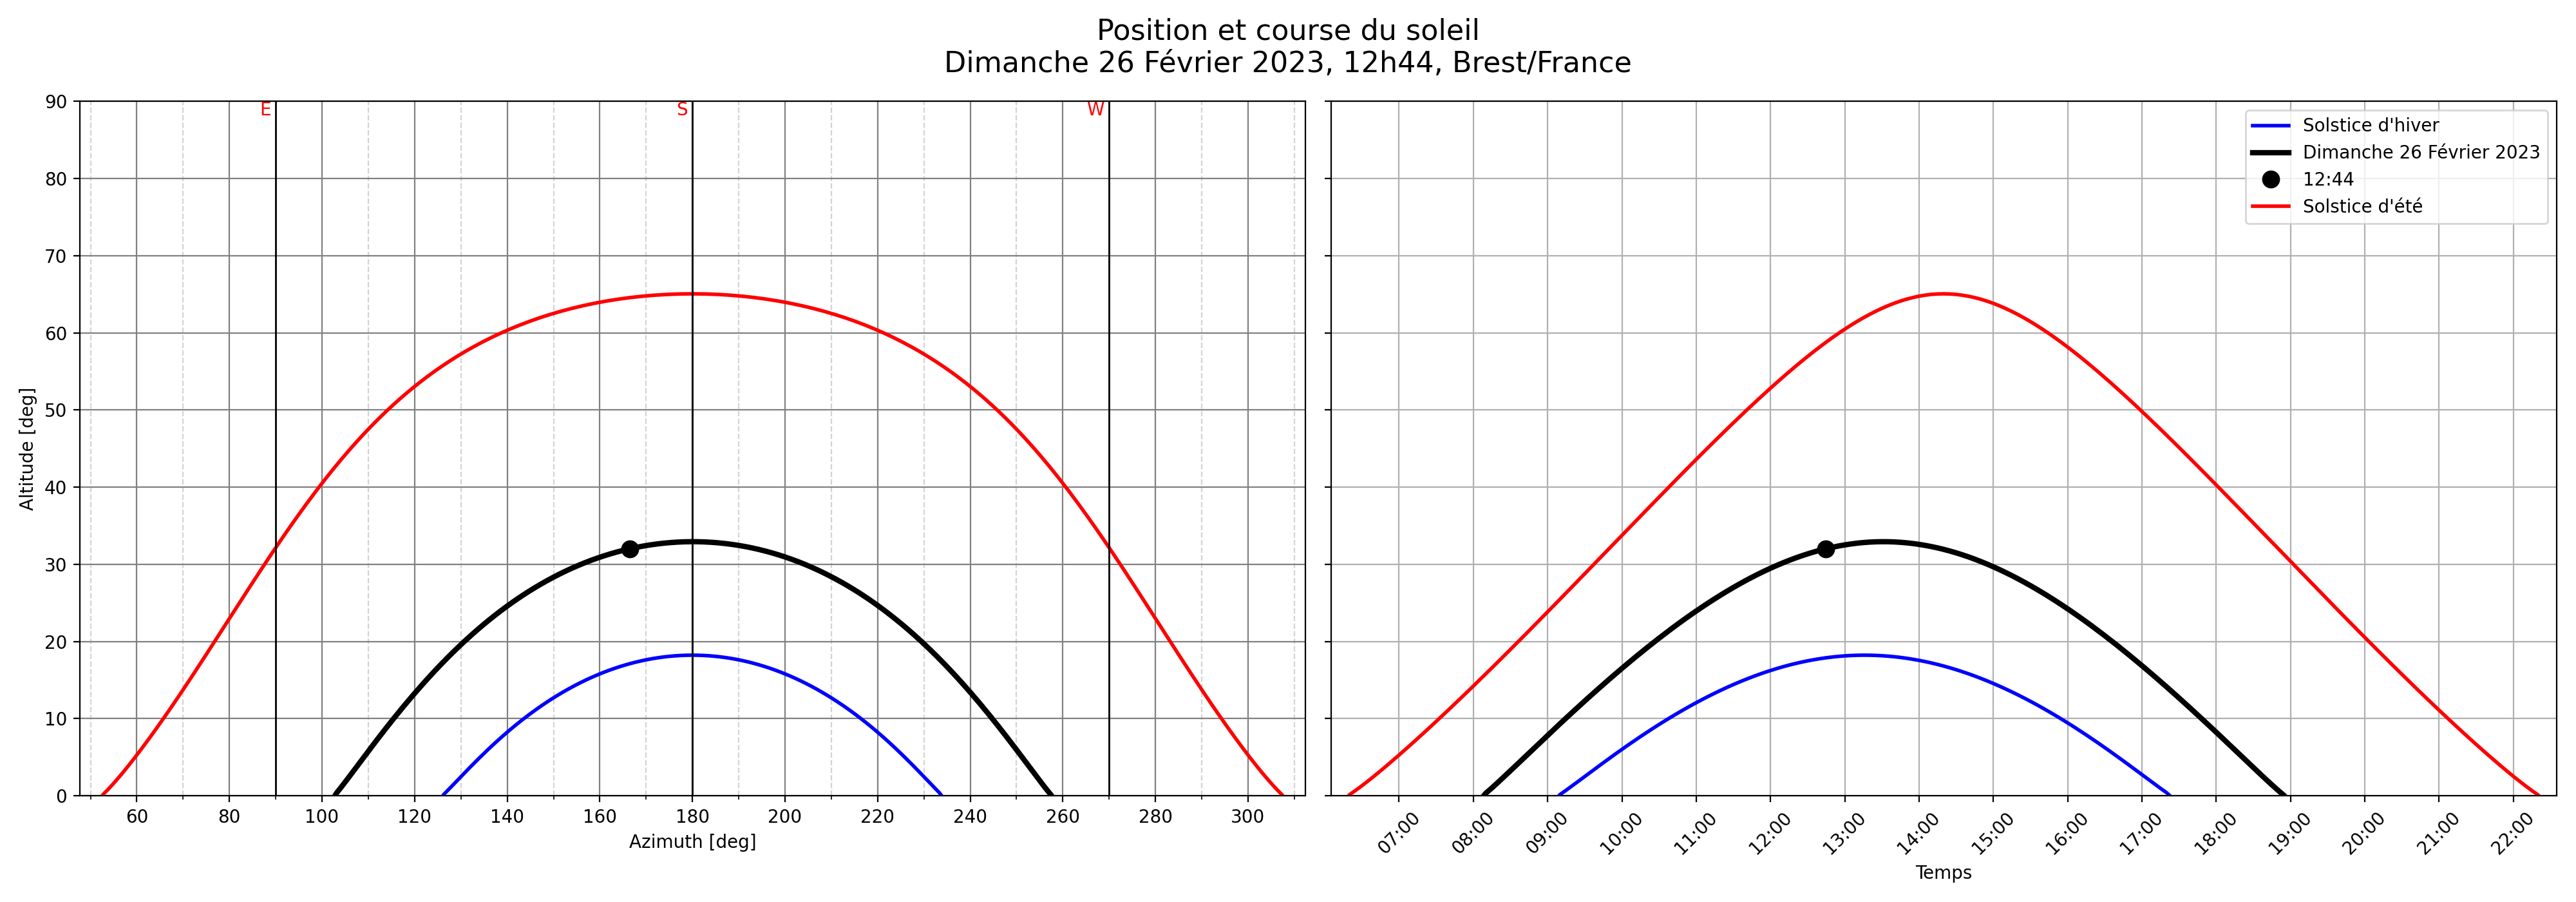 Position et course du soleil
Dimanche 26 Février 2023, 12h44, Brest/France
E S W
90
80
70
60
50
40
30
20
10
0
Altitude [deg]
60 80 100 120 140 160 180 200 220 240 260 280 300
Azimuth [deg]
Solstice d'hiver
Dimanche 26 Février 2023
12:44
Solstice d'été
07:00 08:00 09:00 10:00 11:00 12:00 13:00 14:00 15:00 16:00 17:00 18:00 19:00 20:00 21:00 22:00
Temps